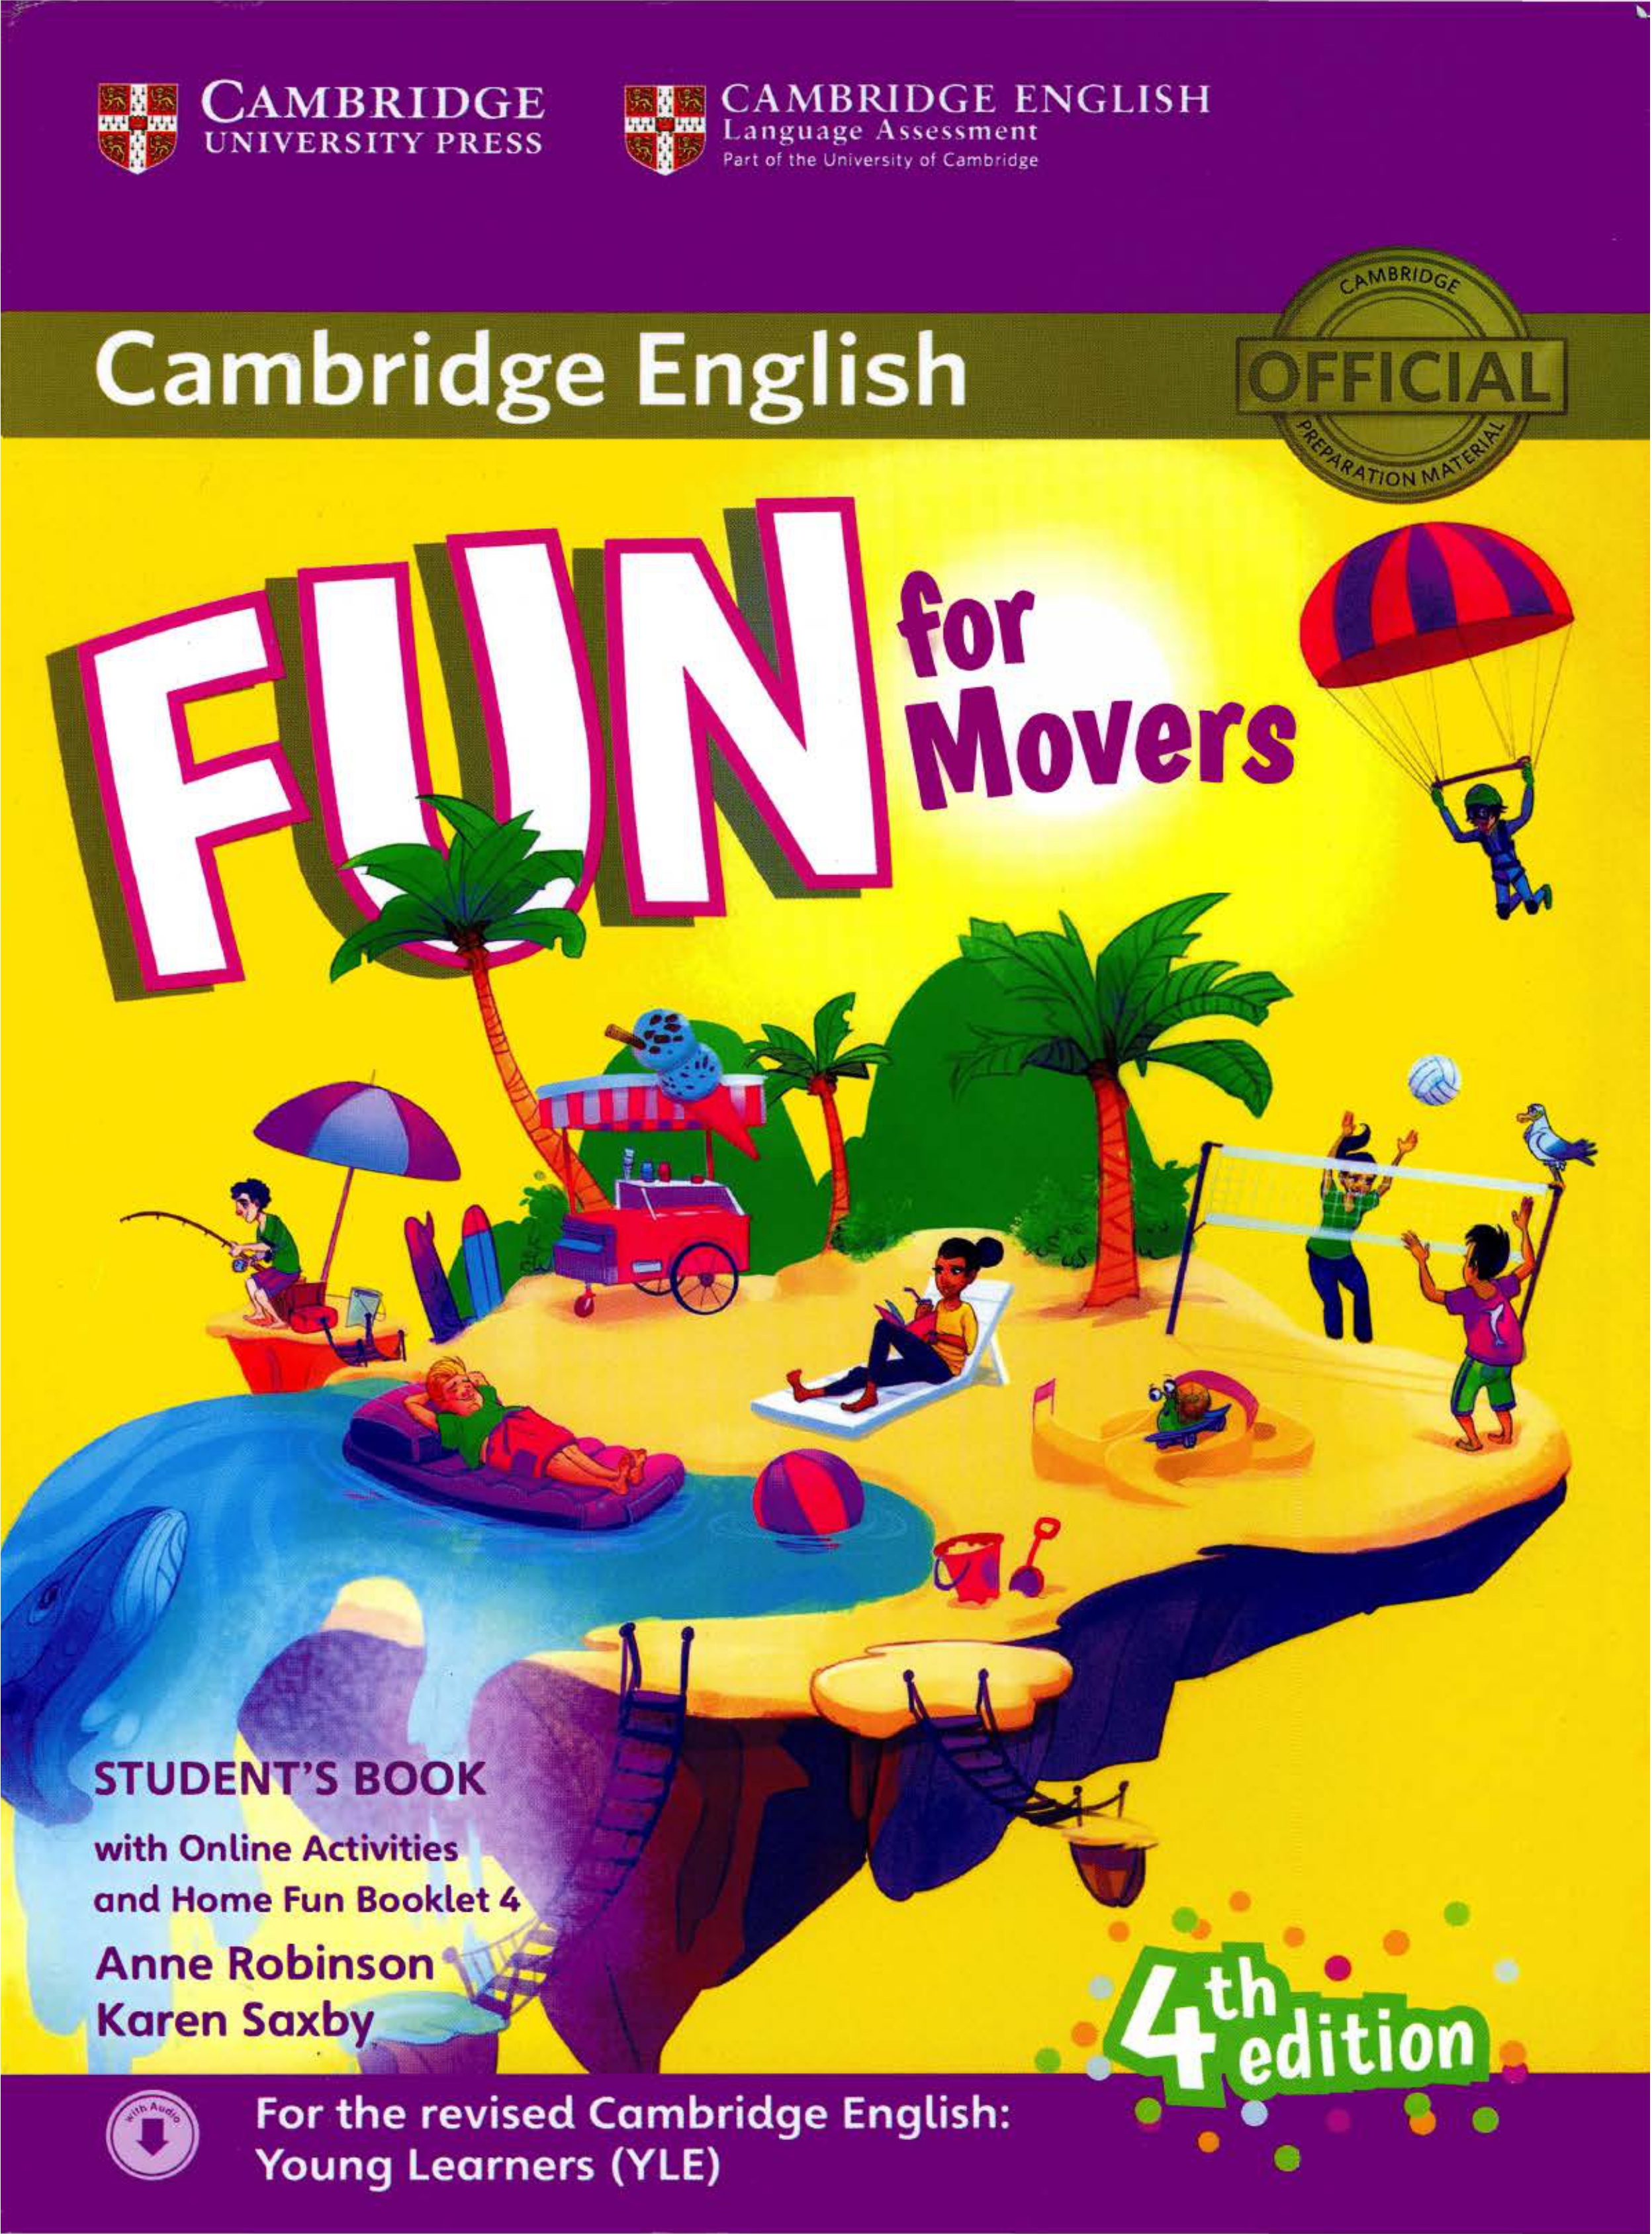 CAMBRIDGE
UNIVERSITY PRESS
CAMBRIDGE ENGLISH
Language Assessment
Part of the University of Cambridge
CAMBRIDGE
OFFICIAL
PREPARATION MATERIAL
Cambridge English
FUN
for
Movers
STUDENT'S BOOK
with Online Activities
and Home Fun Booklet 4
Anne Robinson
Karen Saxby
4th
edition
with Audio
For the revised Cambridge English:
Young Learners (YLE)